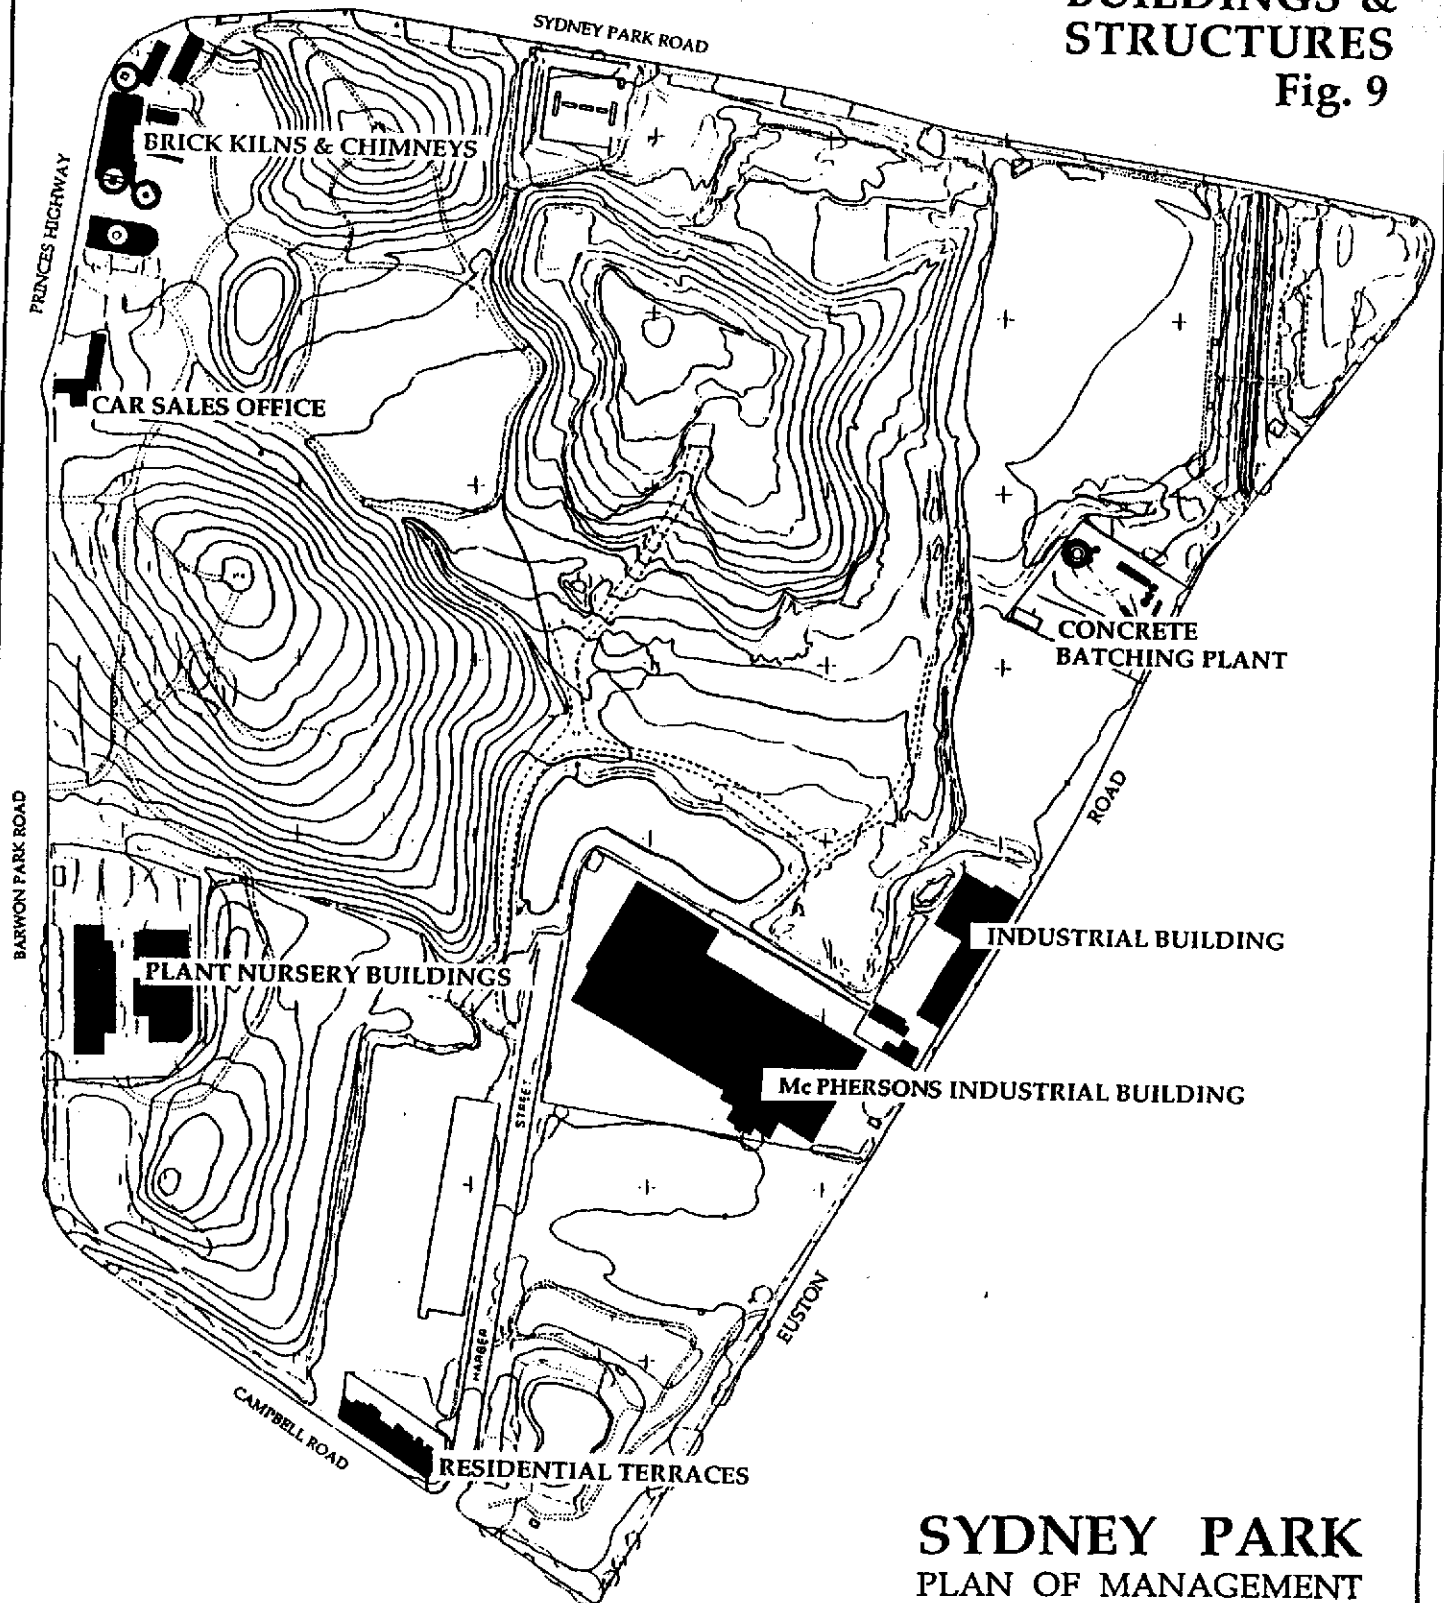 BUILDINGS &
STRUCTURES
Fig. 9
SYDNEY PARK ROAD
BRICK KILNS & CHIMNEYS
PRINCES HIGHWAY
CAR SALES OFFICE
CONCRETE
BATCHING PLANT
ROAD
BARWON PARK ROAD
INDUSTRIAL BUILDING
PLANT NURSERY BUILDINGS
Mc PHERSONS INDUSTRIAL BUILDING
STREET
EUSTON
HARBER
CAMPBELL ROAD
RESIDENTIAL TERRACES
SYDNEY PARK
PLAN OF MANAGEMENT